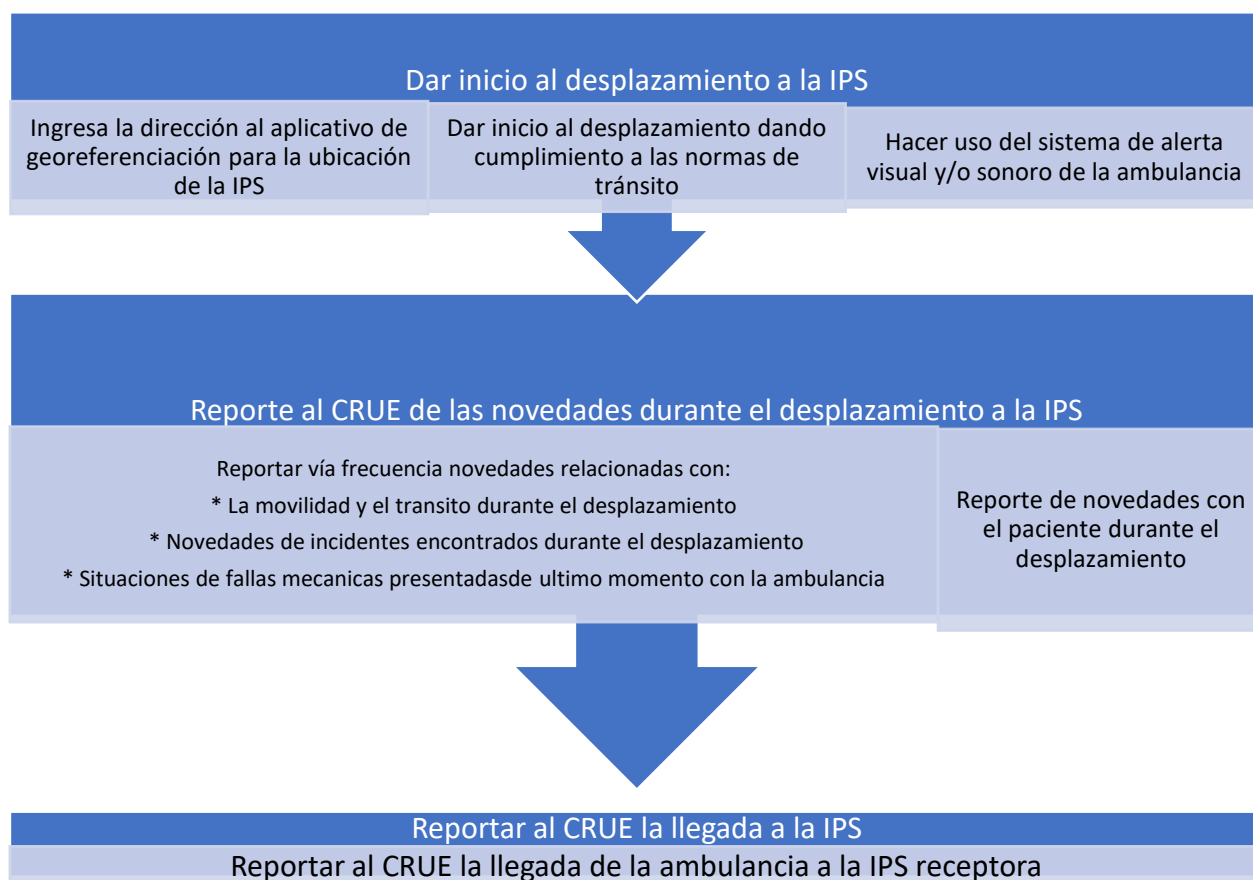 Dar inicio al desplazamiento a la IPS
Ingresa la dirección al aplicativo de
georeferenciación para la ubicación
de la IPS
Dar inicio al desplazamiento dando
cumplimiento a las normas de
tránsito
Hacer uso del sistema de alerta
visual y/o sonoro de la ambulancia
Reporte al CRUE de las novedades durante el desplazamiento a la IPS
Reportar vía frecuencia novedades relacionadas con:
* La movilidad y el transito durante el desplazamiento
* Novedades de incidentes encontrados durante el desplazamiento
* Situaciones de fallas mecanicas presentadasde ultimo momento con la ambulancia
Reporte de novedades con
el paciente durante el
desplazamiento
Reportar al CRUE la llegada a la IPS
Reportar al CRUE la llegada de la ambulancia a la IPS receptora